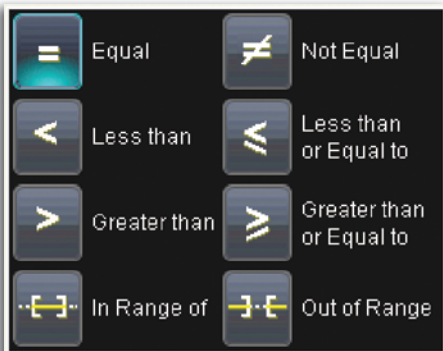 = Equal ≠ Not Equal
< Less than ≤ Less than
or Equal to
> Greater than ≥ Greater than
or Equal to
In Range of Out of Range